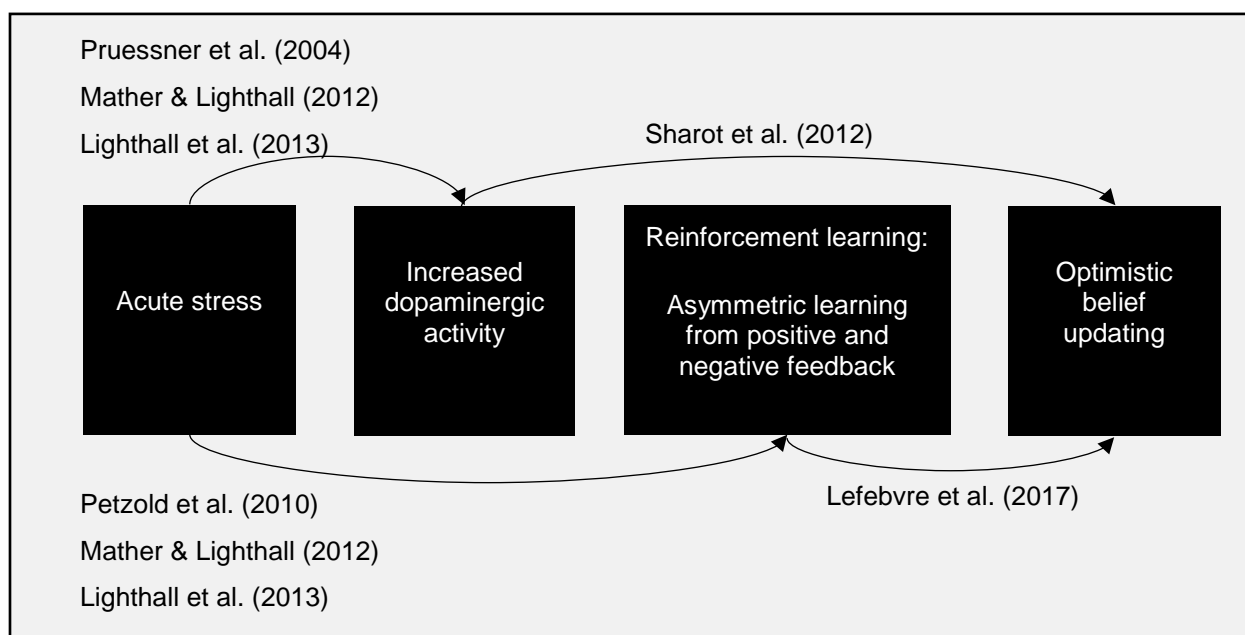 Pruessner et al. (2004)
Mather & Lighthall (2012)
Lighthall et al. (2013)
Sharot et al. (2012)
Acute stress
Increased
dopaminergic
activity
Reinforcement learning:
Asymmetric learning
from positive and
negative feedback
Optimistic
belief
updating
Petzold et al. (2010)
Mather & Lighthall (2012)
Lighthall et al. (2013)
Lefebvre et al. (2017)